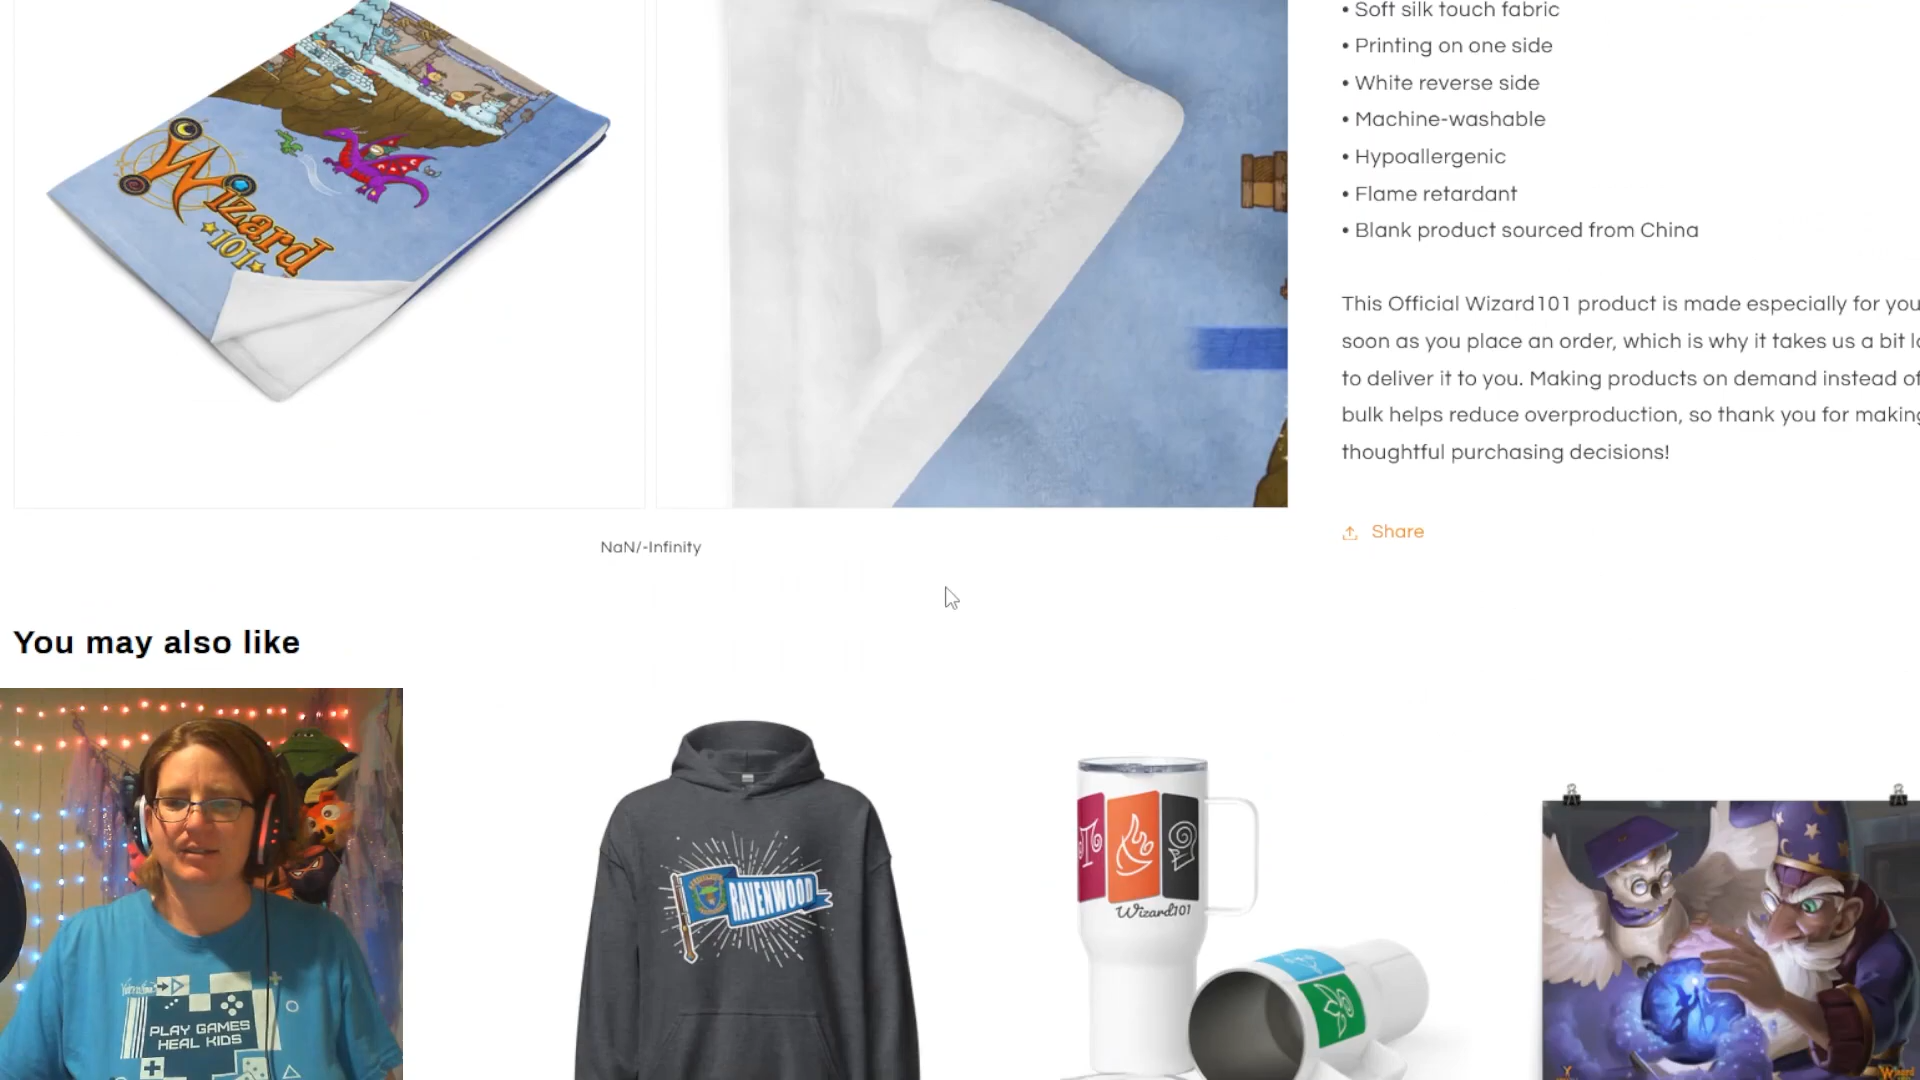 • Soft silk touch fabric
• Printing on one side
• White reverse side
• Machine-washable
• Hypoallergenic
• Flame retardant
• Blank product sourced from China
This Official Wizard101 product is made especially for you
soon as you place an order, which is why it takes us a bit lo
to deliver it to you. Making products on demand instead of
bulk helps reduce overproduction, so thank you for making
thoughtful purchasing decisions!
Share
Wizard
101
NaN/-Infinity
You may also like
PLAY GAMES
HEAL KIDS
RAVENWOOD
Wizard101